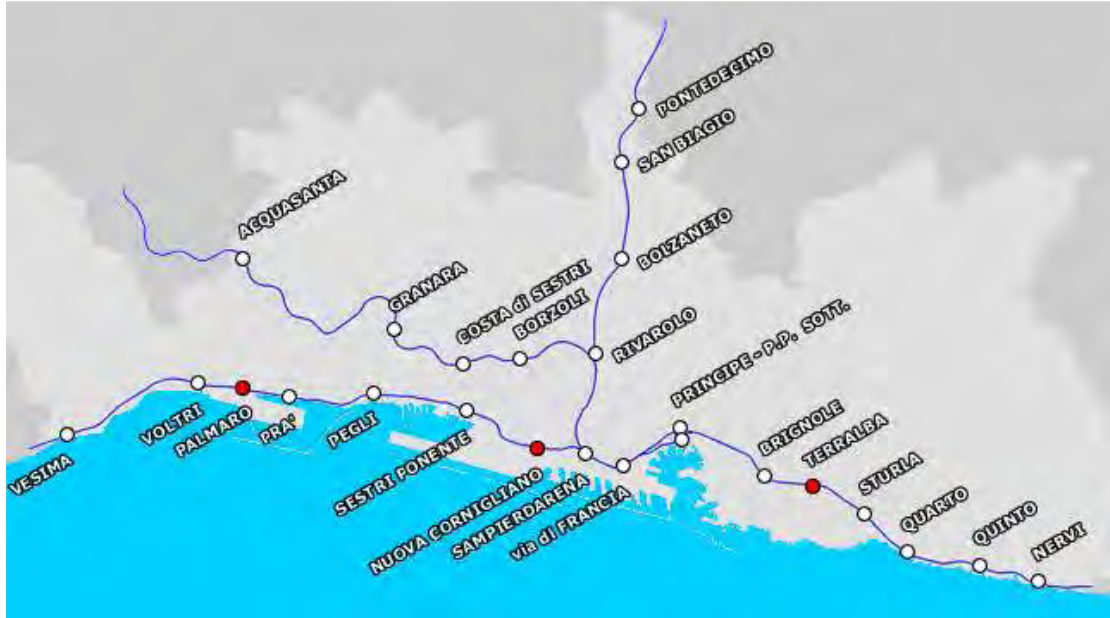 PONTEDECIMO
SAN BIAGIO
ACQUASANTA
BOLZANETO
GRANARA
COSTA di SESTRI
BORZOLI
RIVAROLO
PRINCIPE - P.P. SOTT.
VOLTRI
PALMARO
PRA'
PEGLI
BRIGNOLE
TERRALBA
VESIMA
SESTRI PONENTE
NUOVA CORNIGLIANO
SAMPIERDARENA
via di FRANCIA
STURLA
QUARTO
QUINTO
NERVI